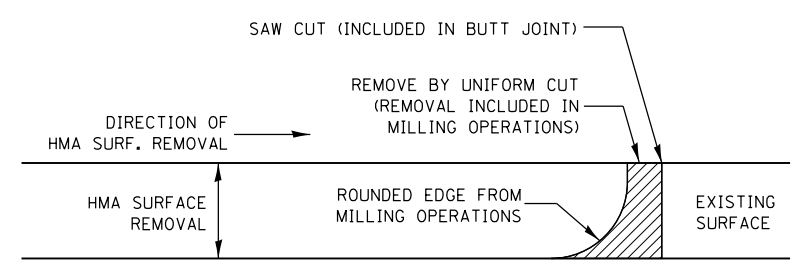 SAW CUT (INCLUDED IN BUTT JOINT)
REMOVE BY UNIFORM CUT
(REMOVAL INCLUDED IN
MILLING OPERATIONS)
DIRECTION OF
HMA SURF. REMOVAL
HMA SURFACE
REMOVAL
ROUNDED EDGE FROM
MILLING OPERATIONS
EXISTING
SURFACE